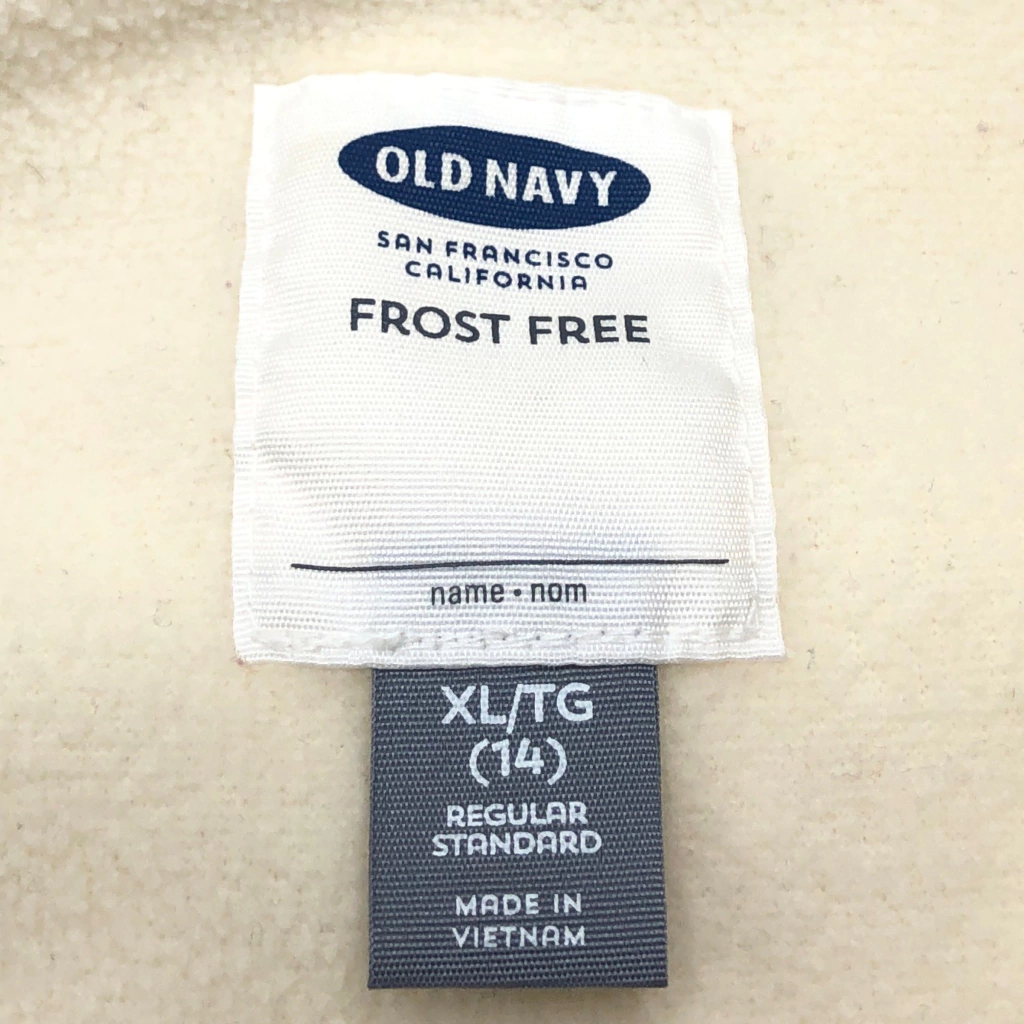 OLD NAVY
SAN FRANCISCO
CALIFORNIA
FROST FREE
name • nom
XL/TG
(14)
REGULAR
STANDARD
MADE IN
VIETNAM